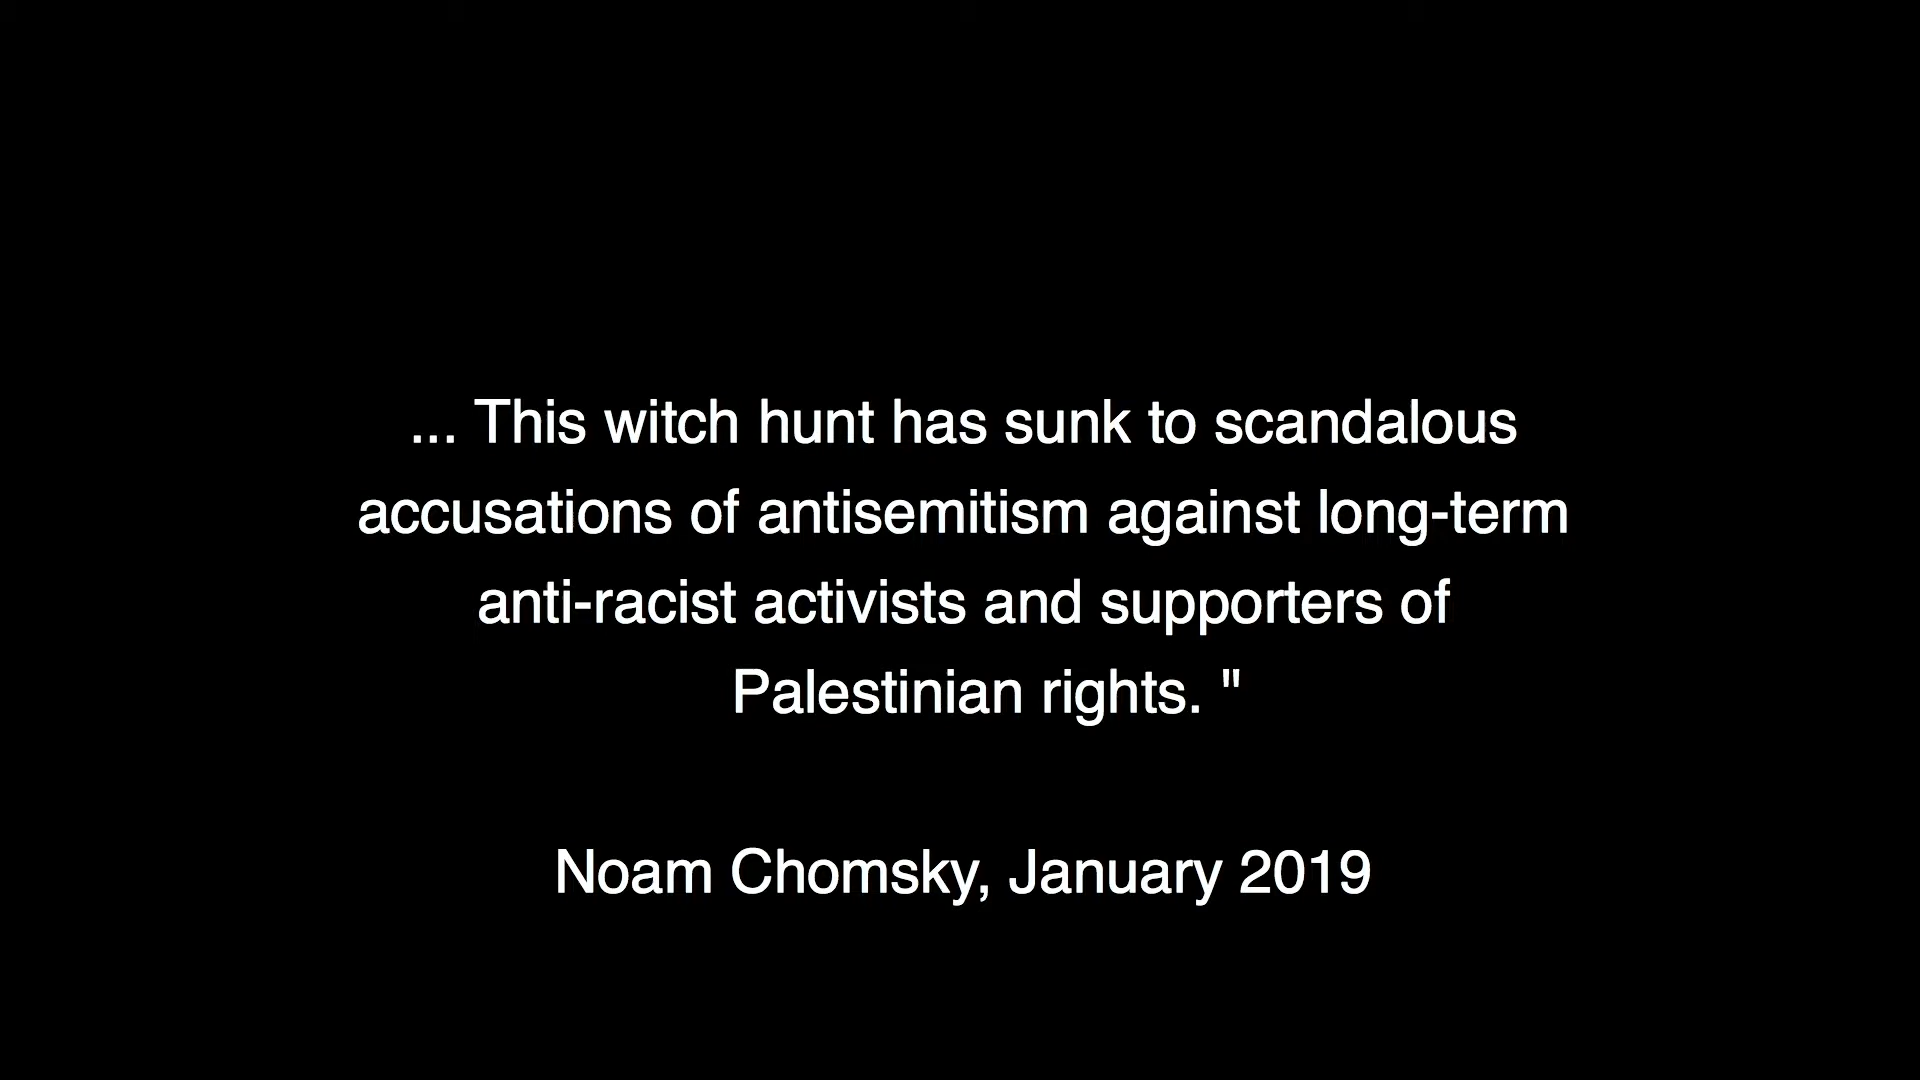 ... This witch hunt has sunk to scandalous
accusations of antisemitism against long-term
anti-racist activists and supporters of
Palestinian rights. "
Noam Chomsky, January 2019